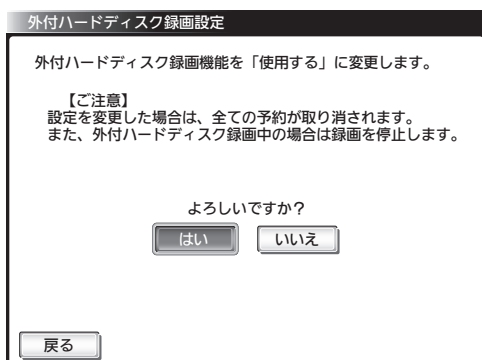 外付ハードディスク録画設定
外付ハードディスク録画機能を「使用する」に変更します。
【ご注意】
設定を変更した場合は、全ての予約が取り消されます。
また、外付ハードディスク録画中の場合は録画を停止します。
よろしいですか？
はい いいえ
戻る